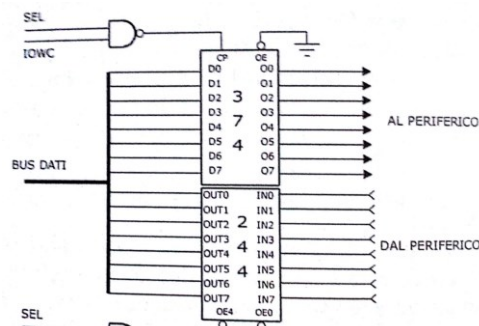 SEL
IOWC
CP OE
D0 O0
D1 O1
D2 O2
D3 3 O3
D4 7 O4
D5 4 O5
D6 O6
D7 O7
AL PERIFERICO
BUS DATI
OUT0 IN0
OUT1 IN1
OUT2 2 IN2
OUT3 4 IN3
OUT4 IN4
OUT5 4 IN5
OUT6 IN6
OUT7 IN7
OE4 OE0
DAL PERIFERICO
SEL